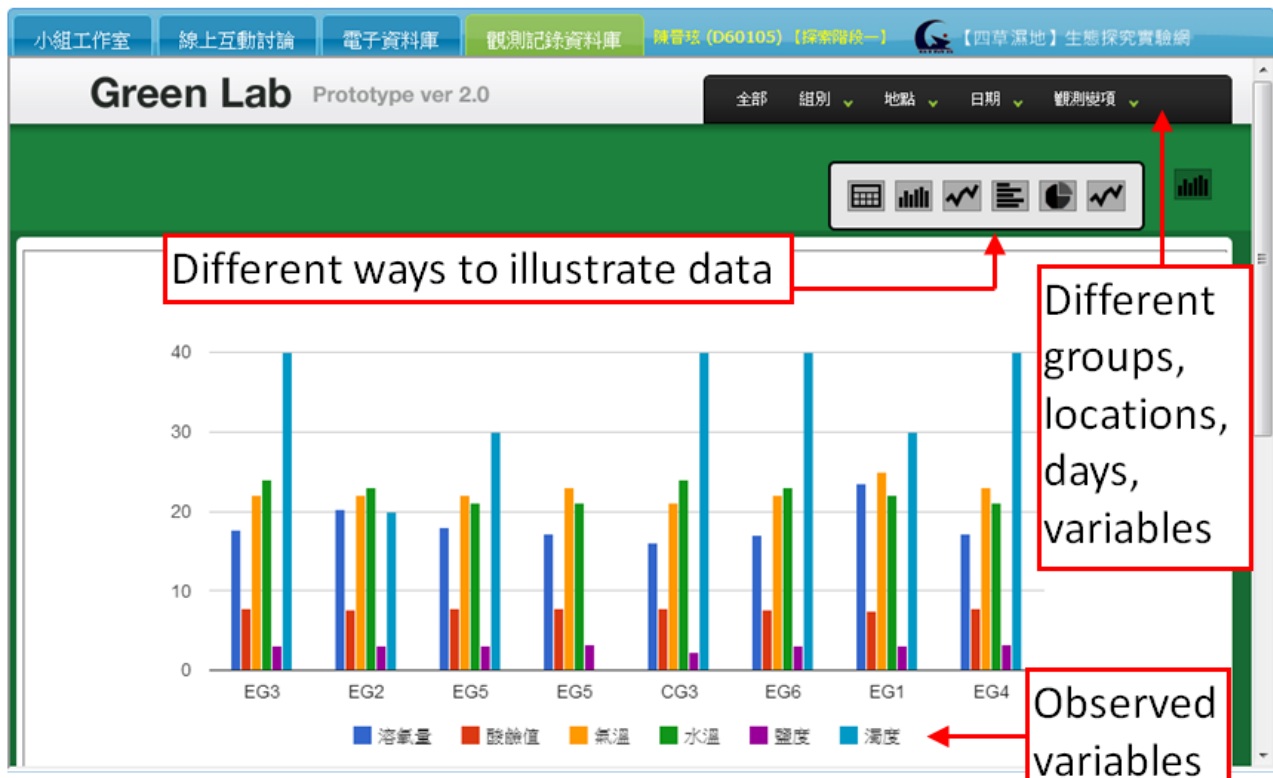 小組工作室 線上互動討論 電子資料庫 觀測記錄資料庫 陳晉玹 (D60105) 【探索階段一】 【四草濕地】生態探究實驗網
Green Lab Prototype ver 2.0 全部 組別 地點 日期 觀測變項
Different ways to illustrate data
Different
groups,
locations,
days,
variables
40
30
20
10
0
EG3 EG2 EG5 EG5 CG3 EG6 EG1 EG4
溶氧量 酸鹼值 氣溫 水溫 鹽度 濁度
Observed
variables